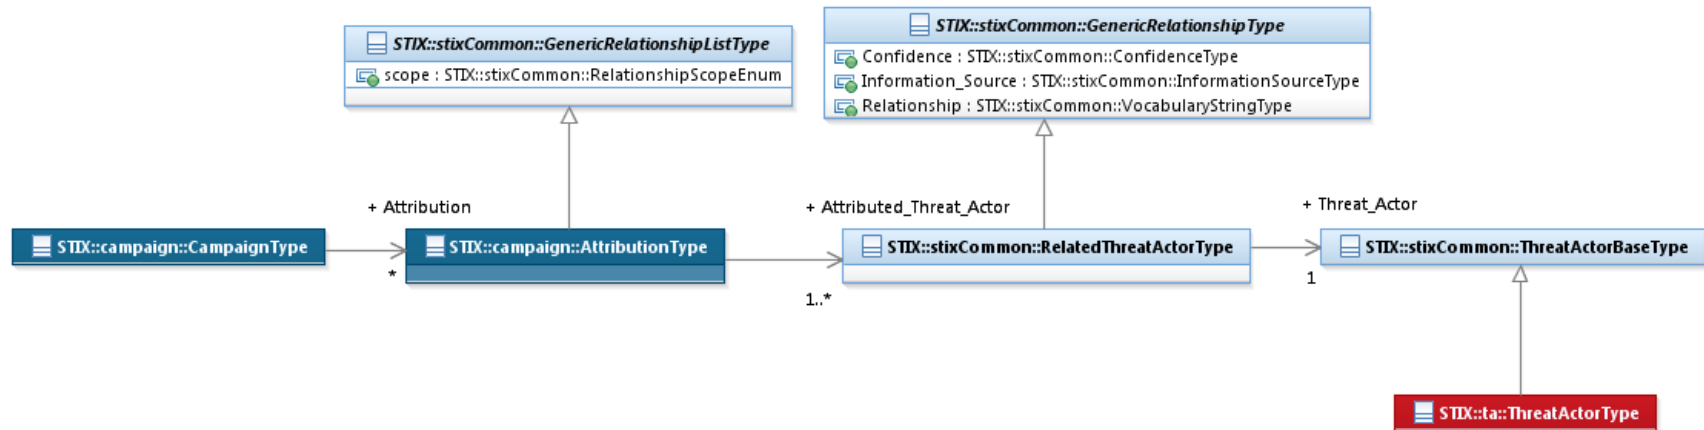 STIX::stixCommon::GenericRelationshipListType
scope : STIX::stixCommon::RelationshipScopeEnum
STIX::stixCommon::GenericRelationshipType
Confidence : STIX::stixCommon::ConfidenceType
Information_Source : STIX::stixCommon::InformationSourceType
Relationship : STIX::stixCommon::VocabularyStringType
+ Attribution
+ Attributed_Threat_Actor
+ Threat_Actor
STIX::campaign::CampaignType
STIX::campaign::AttributionType
STIX::stixCommon::RelatedThreatActorType
STIX::stixCommon::ThreatActorBaseType
*
1..*
1
STIX::ta::ThreatActorType